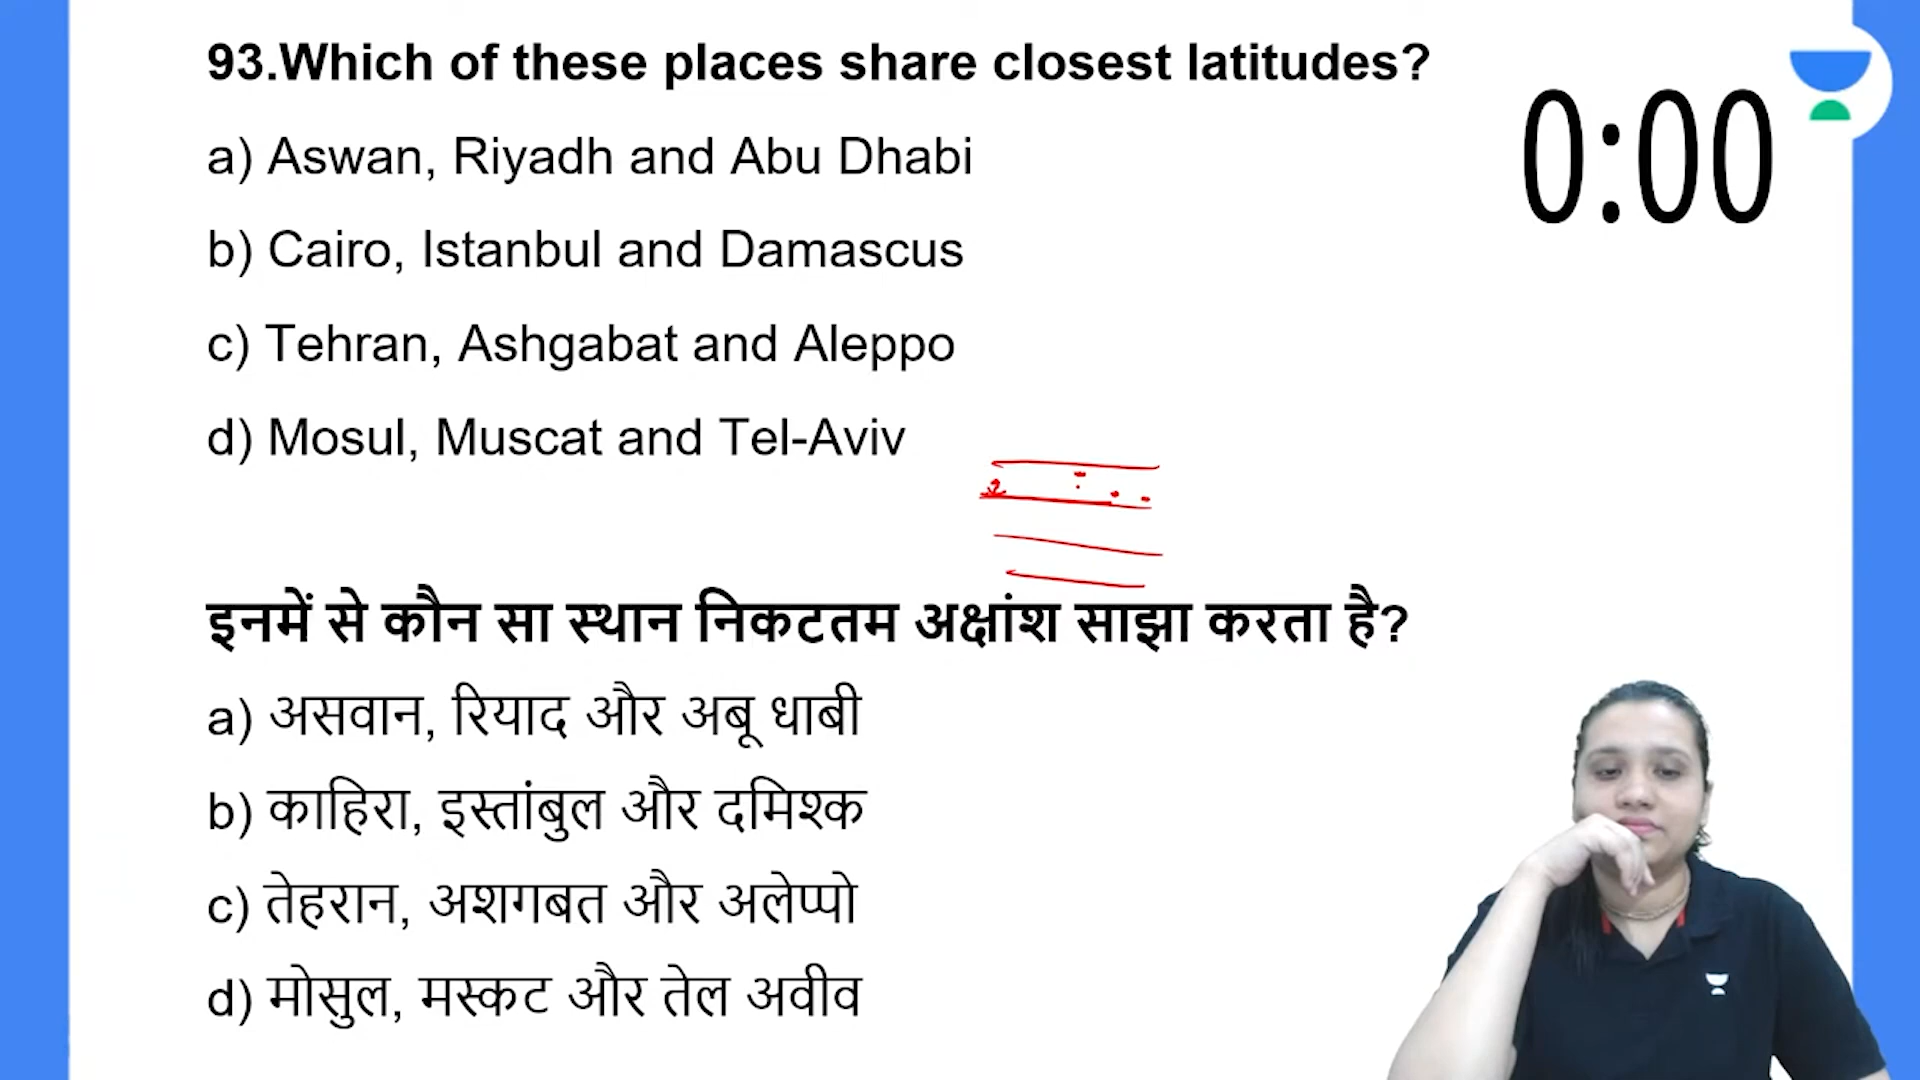 93.Which of these places share closest latitudes?
0:00
a) Aswan, Riyadh and Abu Dhabi
b) Cairo, Istanbul and Damascus
c) Tehran, Ashgabat and Aleppo
d) Mosul, Muscat and Tel-Aviv
इनमें से कौन सा स्थान निकटतम अक्षांश साझा करता है?
a) असवान, रियाद और अबू धाबी
b) काहिरा, इस्तांबुल और दमिश्क
c) तेहरान, अशगबत और अलेप्पो
d) मोसुल, मस्कट और तेल अवीव